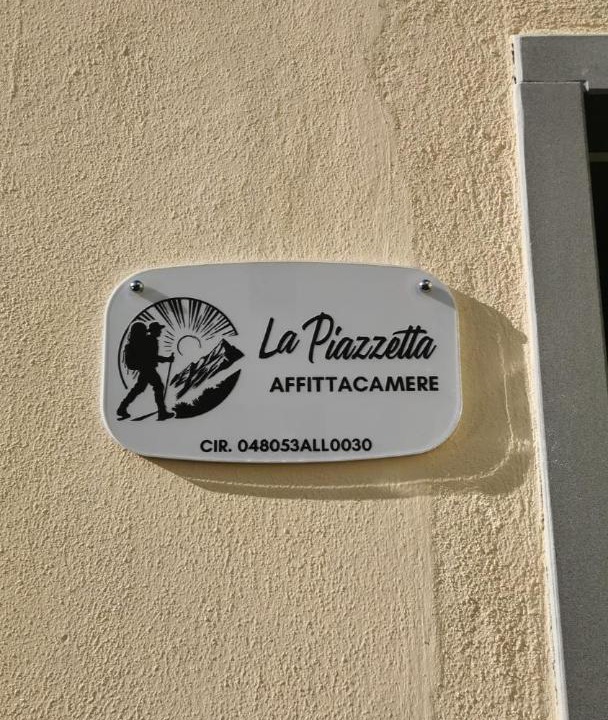 La Piazzetta
AFFITTACAMERE
CIR. 048053ALL0030